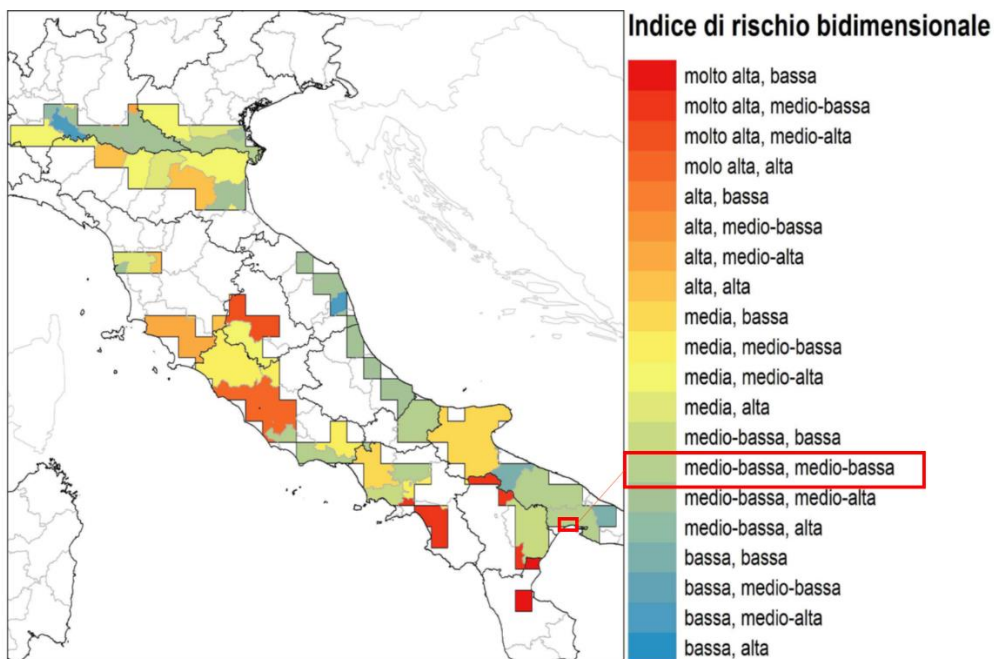 Indice di rischio bidimensionale
molto alta, bassa
molto alta, medio-bassa
molto alta, medio-alta
molo alta, alta
alta, bassa
alta, medio-bassa
alta, medio-alta
alta, alta
media, bassa
media, medio-bassa
media, medio-alta
media, alta
medio-bassa, bassa
medio-bassa, medio-bassa
medio-bassa, medio-alta
medio-bassa, alta
bassa, bassa
bassa, medio-bassa
bassa, medio-alta
bassa, alta